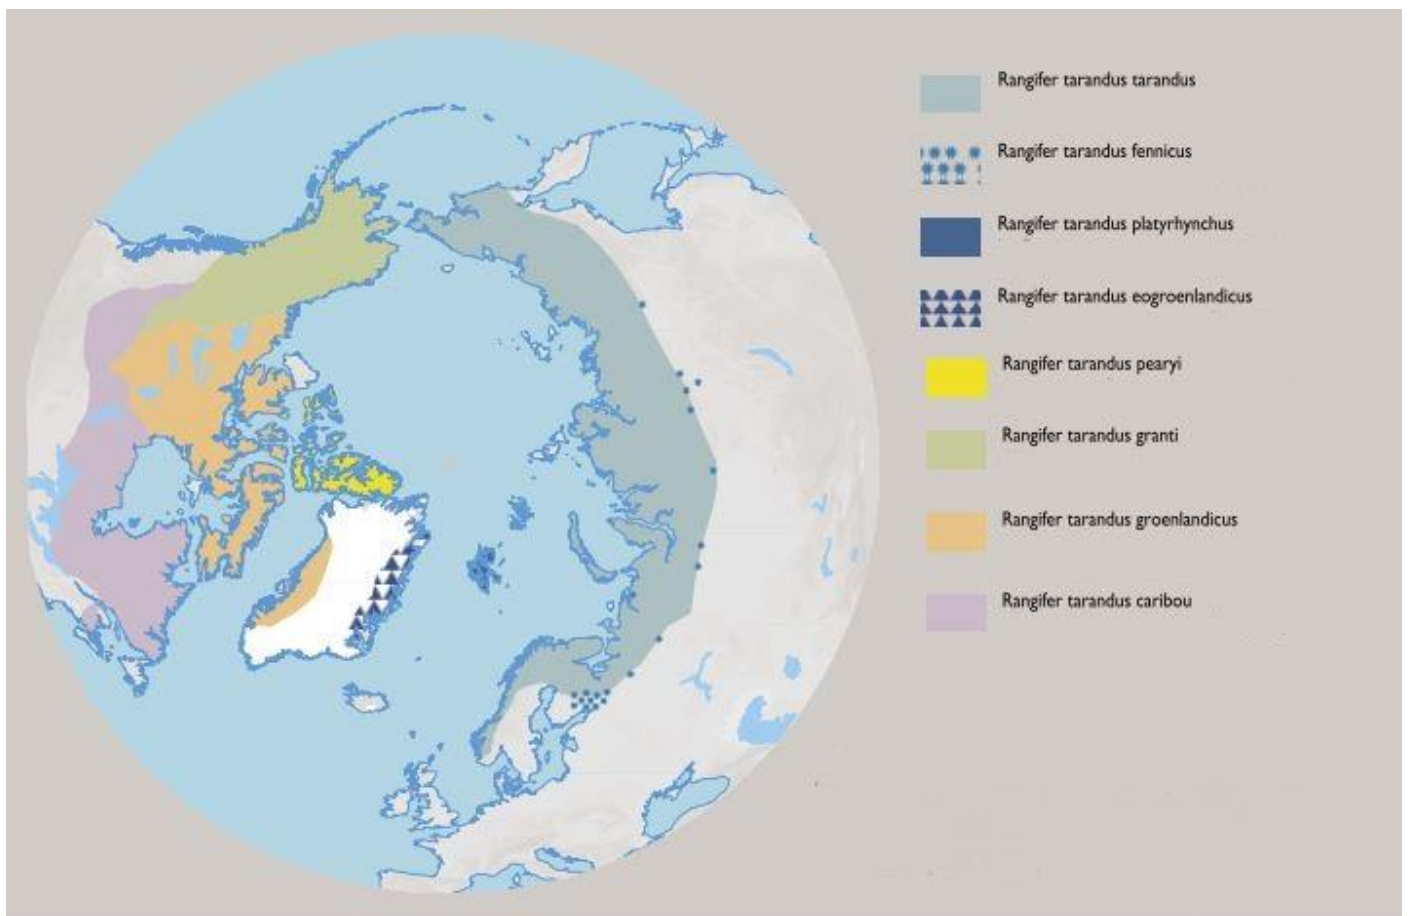 Rangifer tarandus tarandus
Rangifer tarandus fennicus
Rangifer tarandus platyrhynchus
Rangifer tarandus eogroenlandicus
Rangifer tarandus pearyi
Rangifer tarandus granti
Rangifer tarandus groenlandicus
Rangifer tarandus caribou